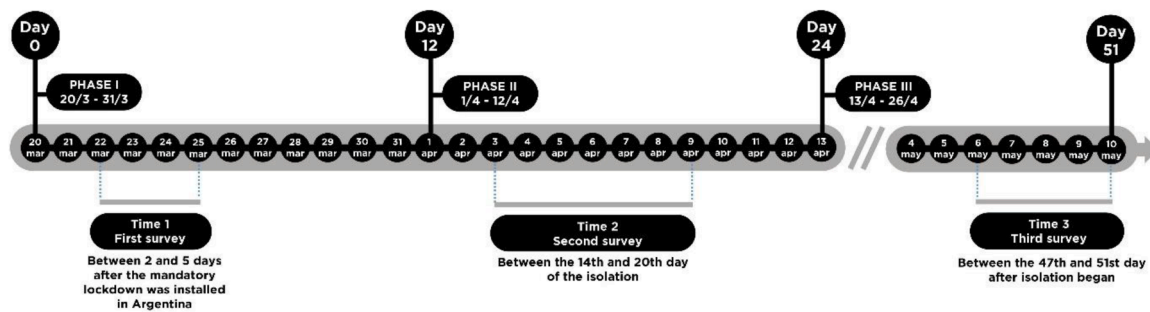 Day
0
Day
12
Day
24
Day
51
PHASE I
20/3 - 31/3
PHASE II
1/4 - 12/4
PHASE III
13/4 - 26/4
20 mar
21 mar
22 mar
23 mar
24 mar
25 mar
26 mar
27 mar
28 mar
29 mar
30 mar
31 mar
1 apr
2 apr
3 apr
4 apr
5 apr
6 apr
7 apr
8 apr
9 apr
10 apr
11 apr
12 apr
13 apr
4 may
5 may
6 may
7 may
8 may
9 may
10 may
Time 1
First survey
Between 2 and 5 days
after the mandatory
lockdown was installed
in Argentina
Time 2
Second survey
Between the 14th and 20th day
of the isolation
Time 3
Third survey
Between the 47th and 51st day
after isolation began